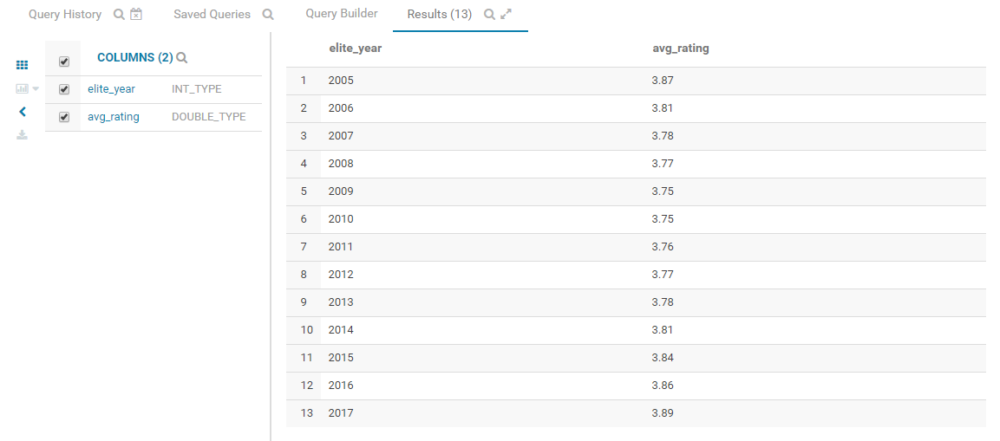 Query History Saved Queries Query Builder Results (13)
COLUMNS (2)
elite_year INT_TYPE
avg_rating DOUBLE_TYPE
elite_year avg_rating
1 2005 3.87
2 2006 3.81
3 2007 3.78
4 2008 3.77
5 2009 3.75
6 2010 3.75
7 2011 3.76
8 2012 3.77
9 2013 3.78
10 2014 3.81
11 2015 3.84
12 2016 3.86
13 2017 3.89